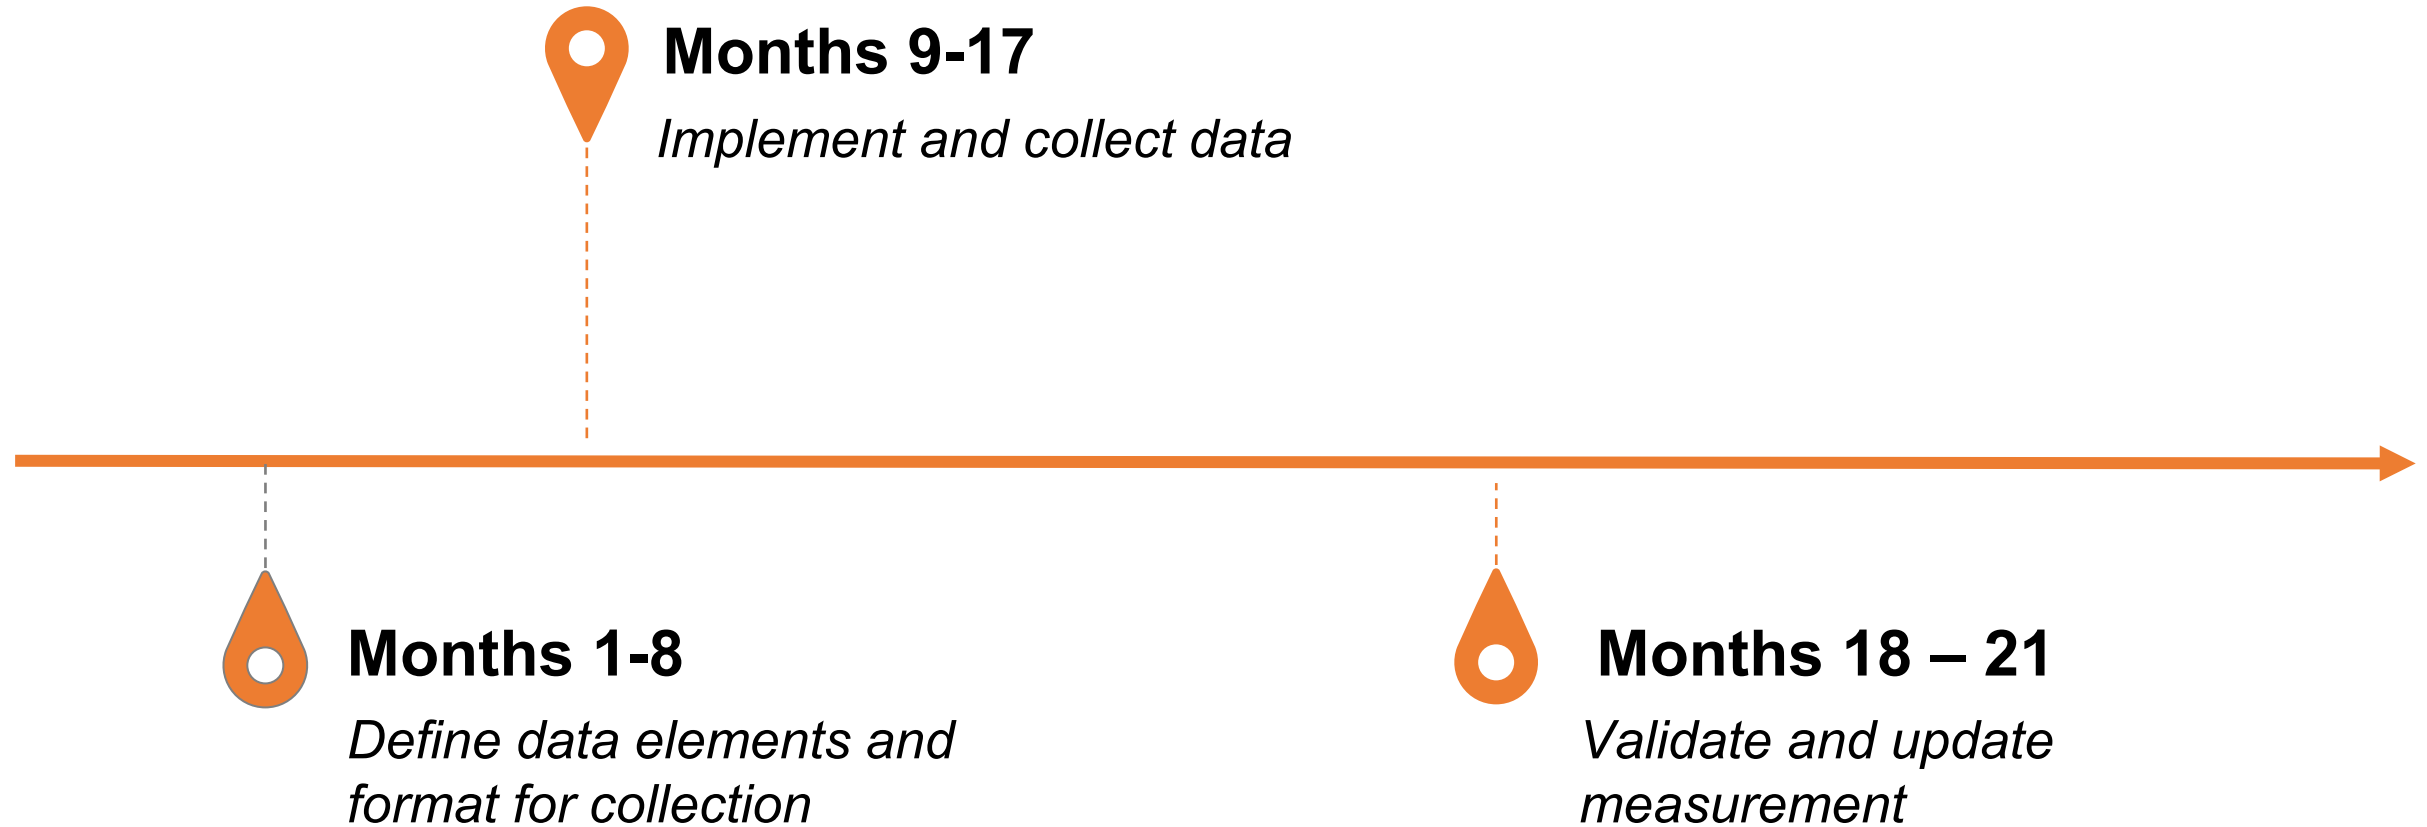 Months 9-17
Implement and collect data
Months 1-8
Define data elements and
format for collection
Months 18 – 21
Validate and update
measurement